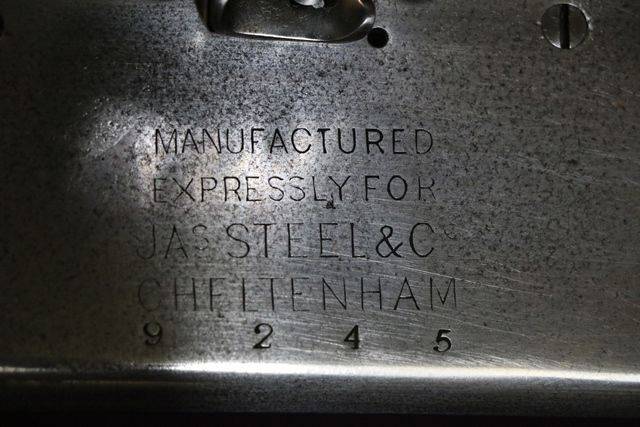 MANUFACTURED
EXPRESSLY FOR
JAS STEEL & Co
CHELTENHAM
9 2 4 5